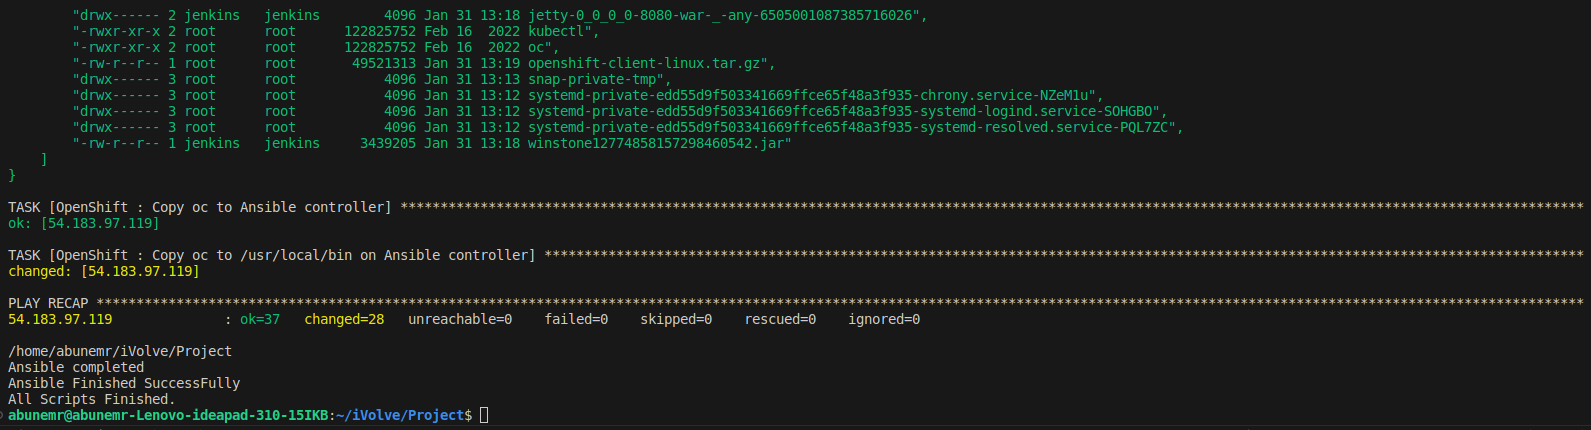 "drwx------ 2 jenkins   jenkins        4096 Jan 31 13:18 jetty-0_0_0_0-8080-war-_-any-6505001087385716026",
"-rwxr-xr-x 2 root      root      122825752 Feb 16  2022 kubectl",
"-rwxr-xr-x 2 root      root      122825752 Feb 16  2022 oc",
"-rw-r--r-- 1 root      root       49521313 Jan 31 13:19 openshift-client-linux.tar.gz",
"drwx------ 3 root      root           4096 Jan 31 13:13 snap-private-tmp",
"drwx------ 3 root      root           4096 Jan 31 13:12 systemd-private-edd55d9f503341669ffce65f48a3f935-chrony.service-NZeM1u",
"drwx------ 3 root      root           4096 Jan 31 13:12 systemd-private-edd55d9f503341669ffce65f48a3f935-systemd-logind.service-SOHGBO",
"drwx------ 3 root      root           4096 Jan 31 13:12 systemd-private-edd55d9f503341669ffce65f48a3f935-systemd-resolved.service-PQL7ZC",
"-rw-r--r-- 1 jenkins   jenkins     3439205 Jan 31 13:18 winstone12774858157298460542.jar"
]
}
TASK [OpenShift : Copy oc to Ansible controller] ****************************************************************************************************************************************************
ok: [54.183.97.119]
TASK [OpenShift : Copy oc to /usr/local/bin on Ansible controller] **********************************************************************************************************************************
changed: [54.183.97.119]
PLAY RECAP ******************************************************************************************************************************************************************************************
54.183.97.119              : ok=37   changed=28   unreachable=0    failed=0    skipped=0    rescued=0    ignored=0
/home/abunemr/iVolve/Project
Ansible completed
Ansible Finished SuccessFully
All Scripts Finished.
abunemr@abunemr-Lenovo-ideapad-310-15IKB:~/iVolve/Project$